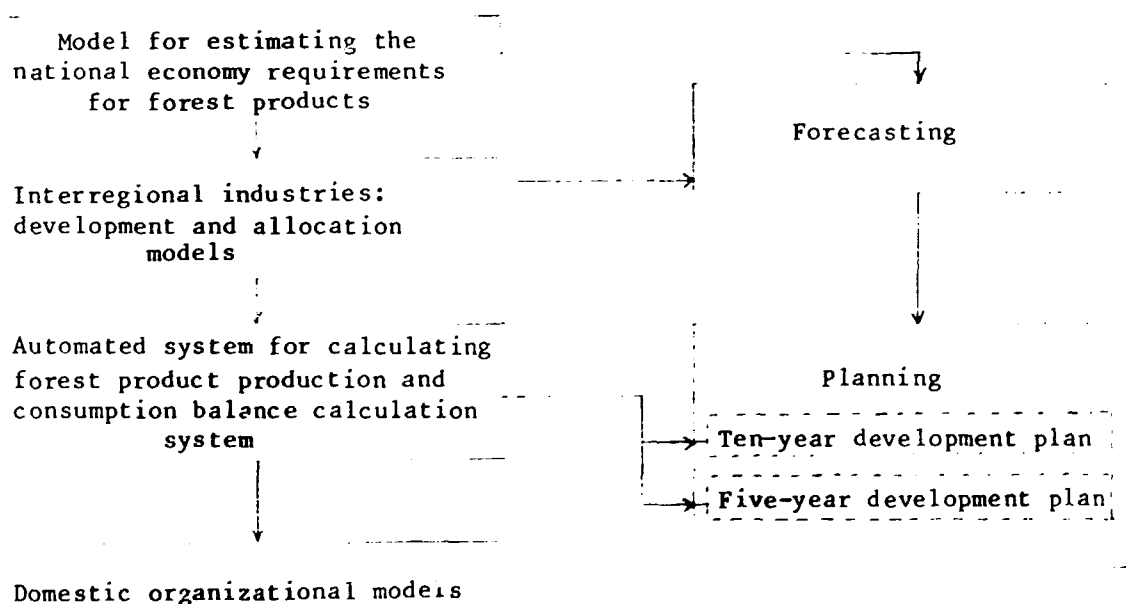 Model for estimating the
national economy requirements
for forest products
Interregional industries:
development and allocation
models
Automated system for calculating
forest product production and
consumption balance calculation
system
Domestic organizational models
Forecasting
Planning
Ten-year development plan
Five-year development plan